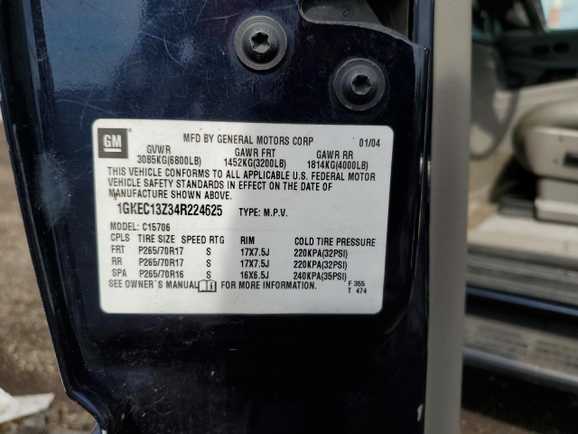 GM
MFD BY GENERAL MOTORS CORP 01/04
GVWR GAWR FRT GAWR RR
3085KG(6800LB) 1452KG(3200LB) 1814KG(4000LB)
THIS VEHICLE CONFORMS TO ALL APPLICABLE U.S. FEDERAL MOTOR
VEHICLE SAFETY STANDARDS IN EFFECT ON THE DATE OF
MANUFACTURE SHOWN ABOVE.
1GKEC13Z34R224625 TYPE: M.P.V.
MODEL: C15706
CPLS TIRE SIZE SPEED RTG RIM COLD TIRE PRESSURE
FRT P265/70R17 S 17X7.5J 220KPA(32PSI)
RR P265/70R17 S 17X7.5J 220KPA(32PSI)
SPA P265/70R16 S 16X6.5J 240KPA(35PSI)
SEE OWNER'S MANUAL FOR MORE INFORMATION. F 355
T 474